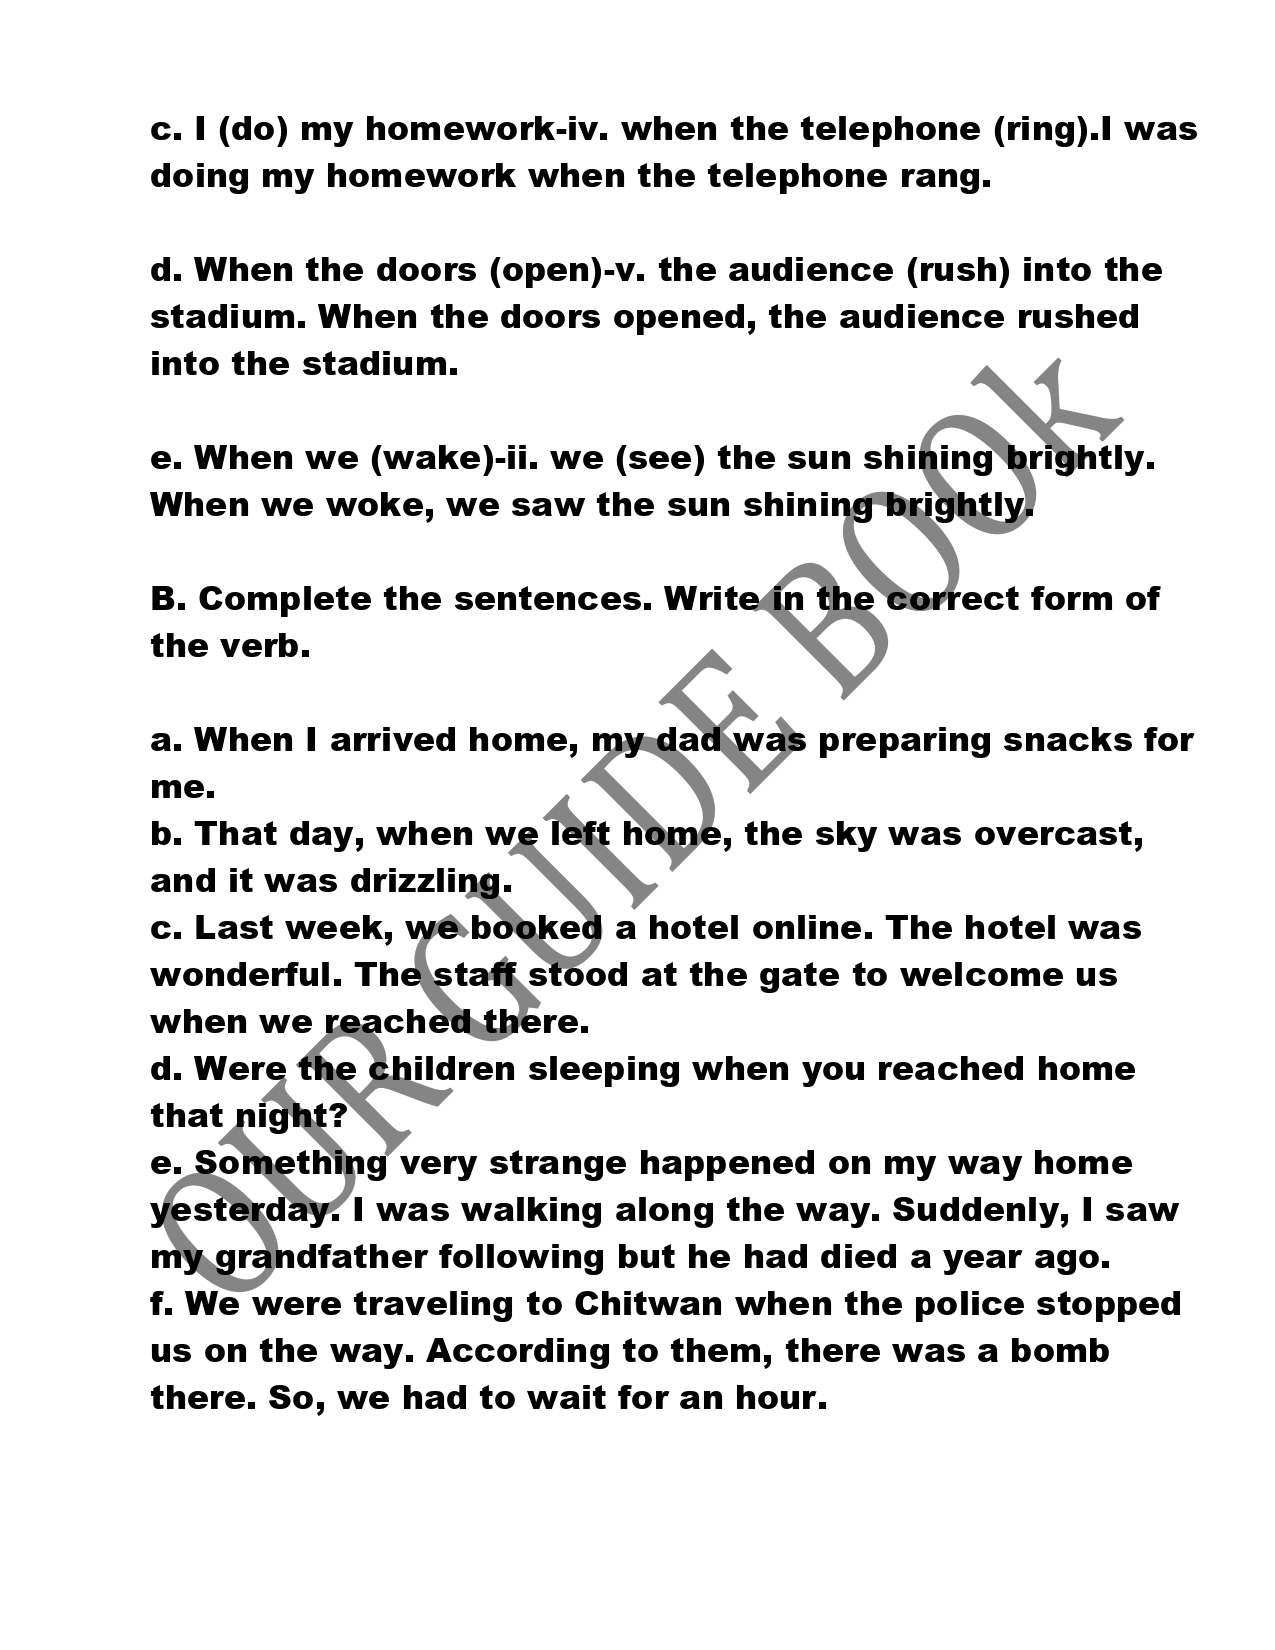 c. I (do) my homework-iv. when the telephone (ring).I was
doing my homework when the telephone rang.
d. When the doors (open)-v. the audience (rush) into the
stadium. When the doors opened, the audience rushed
into the stadium.
e. When we (wake)-ii. we (see) the sun shining brightly.
When we woke, we saw the sun shining brightly.
B. Complete the sentences. Write in the correct form of
the verb.
a. When I arrived home, my dad was preparing snacks for
me.
b. That day, when we left home, the sky was overcast,
and it was drizzling.
c. Last week, we booked a hotel online. The hotel was
wonderful. The staff stood at the gate to welcome us
when we reached there.
d. Were the children sleeping when you reached home
that night?
e. Something very strange happened on my way home
yesterday. I was walking along the way. Suddenly, I saw
my grandfather following but he had died a year ago.
f. We were traveling to Chitwan when the police stopped
us on the way. According to them, there was a bomb
there. So, we had to wait for an hour.
OUR GUIDE BOOk